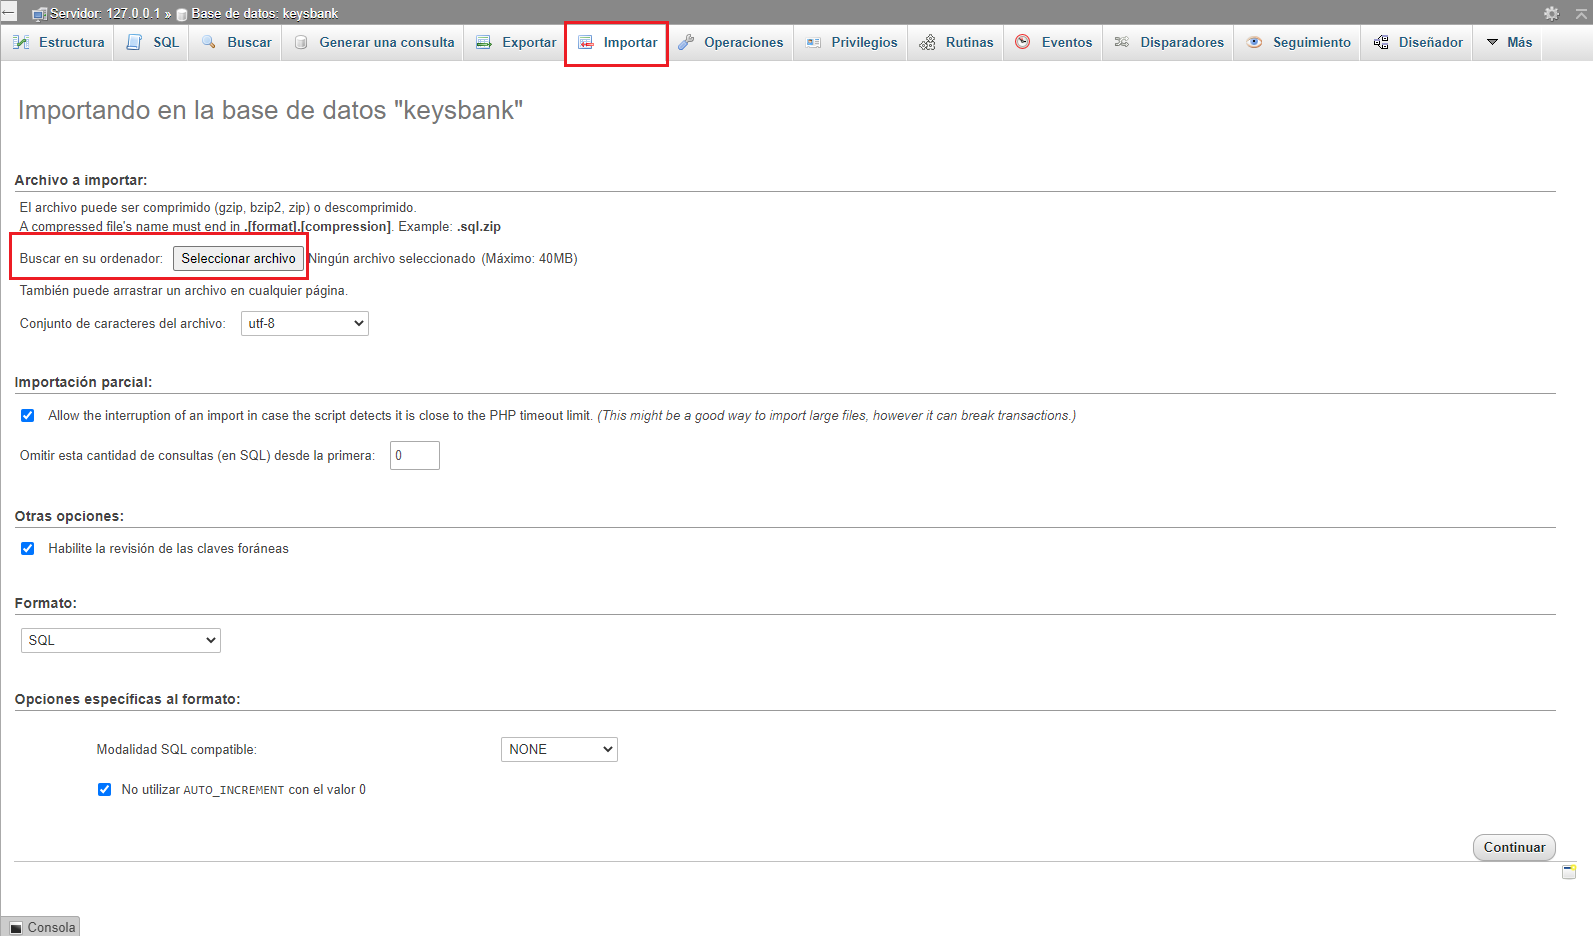 Servidor: 127.0.0.1 » Base de datos: keysbank
Estructura SQL Buscar Generar una consulta Exportar Importar Operaciones Privilegios Rutinas Eventos Disparadores Seguimiento Diseñador Más
Importando en la base de datos "keysbank"
Archivo a importar:
El archivo puede ser comprimido (gzip, bzip2, zip) o descomprimido.
A compressed file's name must end in .[format].[compression]. Example: .sql.zip
Buscar en su ordenador: Seleccionar archivo Ningún archivo seleccionado (Máximo: 40MB)
También puede arrastrar un archivo en cualquier página.
Conjunto de caracteres del archivo: utf-8
Importación parcial:
Allow the interruption of an import in case the script detects it is close to the PHP timeout limit. (This might be a good way to import large files, however it can break transactions.)
Omitir esta cantidad de consultas (en SQL) desde la primera: 0
Otras opciones:
Habilite la revisión de las claves foráneas
Formato:
SQL
Opciones específicas al formato:
Modalidad SQL compatible: NONE
No utilizar AUTO_INCREMENT con el valor 0
Continuar
Consola